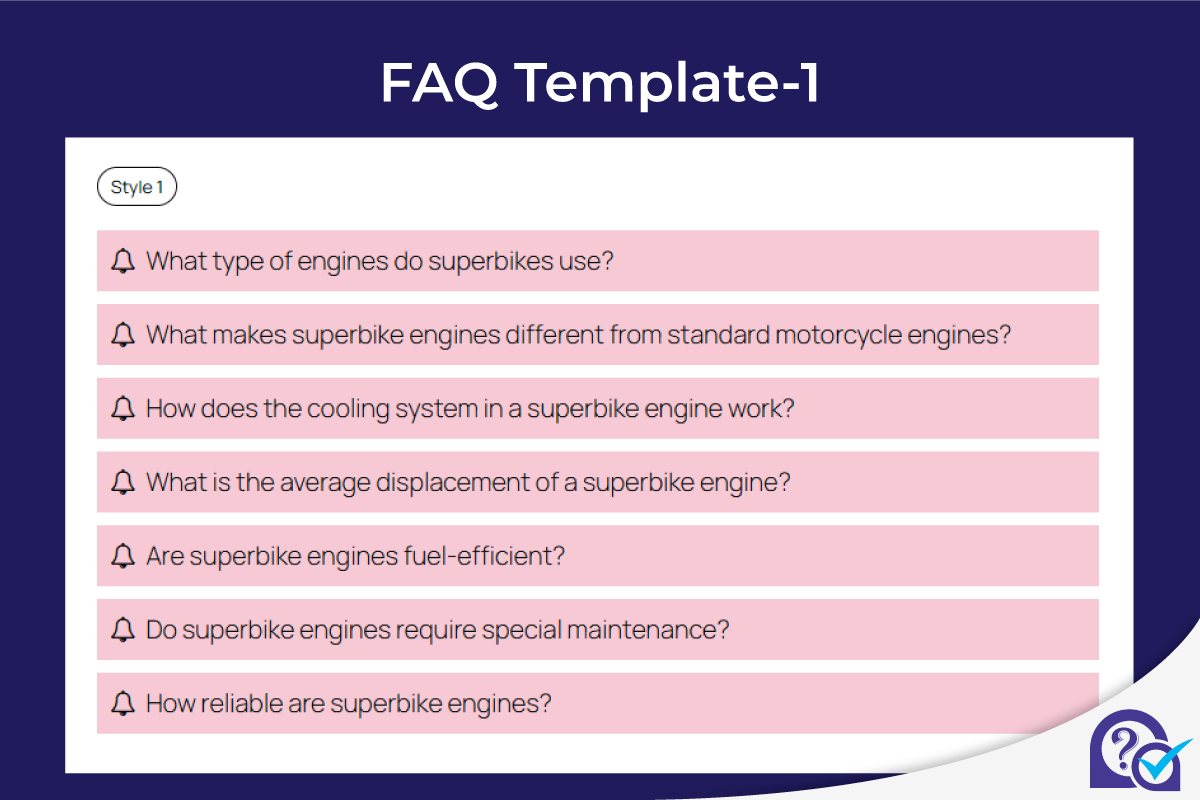 FAQ Template-1
Style 1
What type of engines do superbikes use?
What makes superbike engines different from standard motorcycle engines?
How does the cooling system in a superbike engine work?
What is the average displacement of a superbike engine?
Are superbike engines fuel-efficient?
Do superbike engines require special maintenance?
How reliable are superbike engines?
?